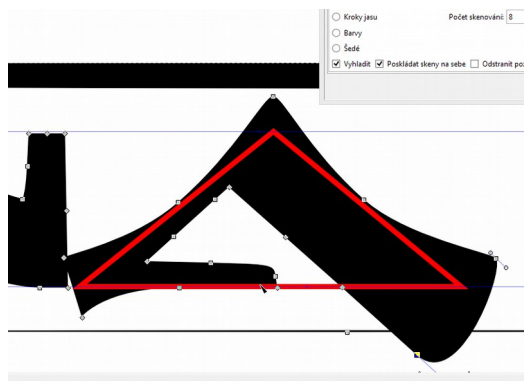 Kroky jasu Počet skenování: 8
Barvy
Šedé
Vyhladit Poskládat skeny na sebe Odstranit poz